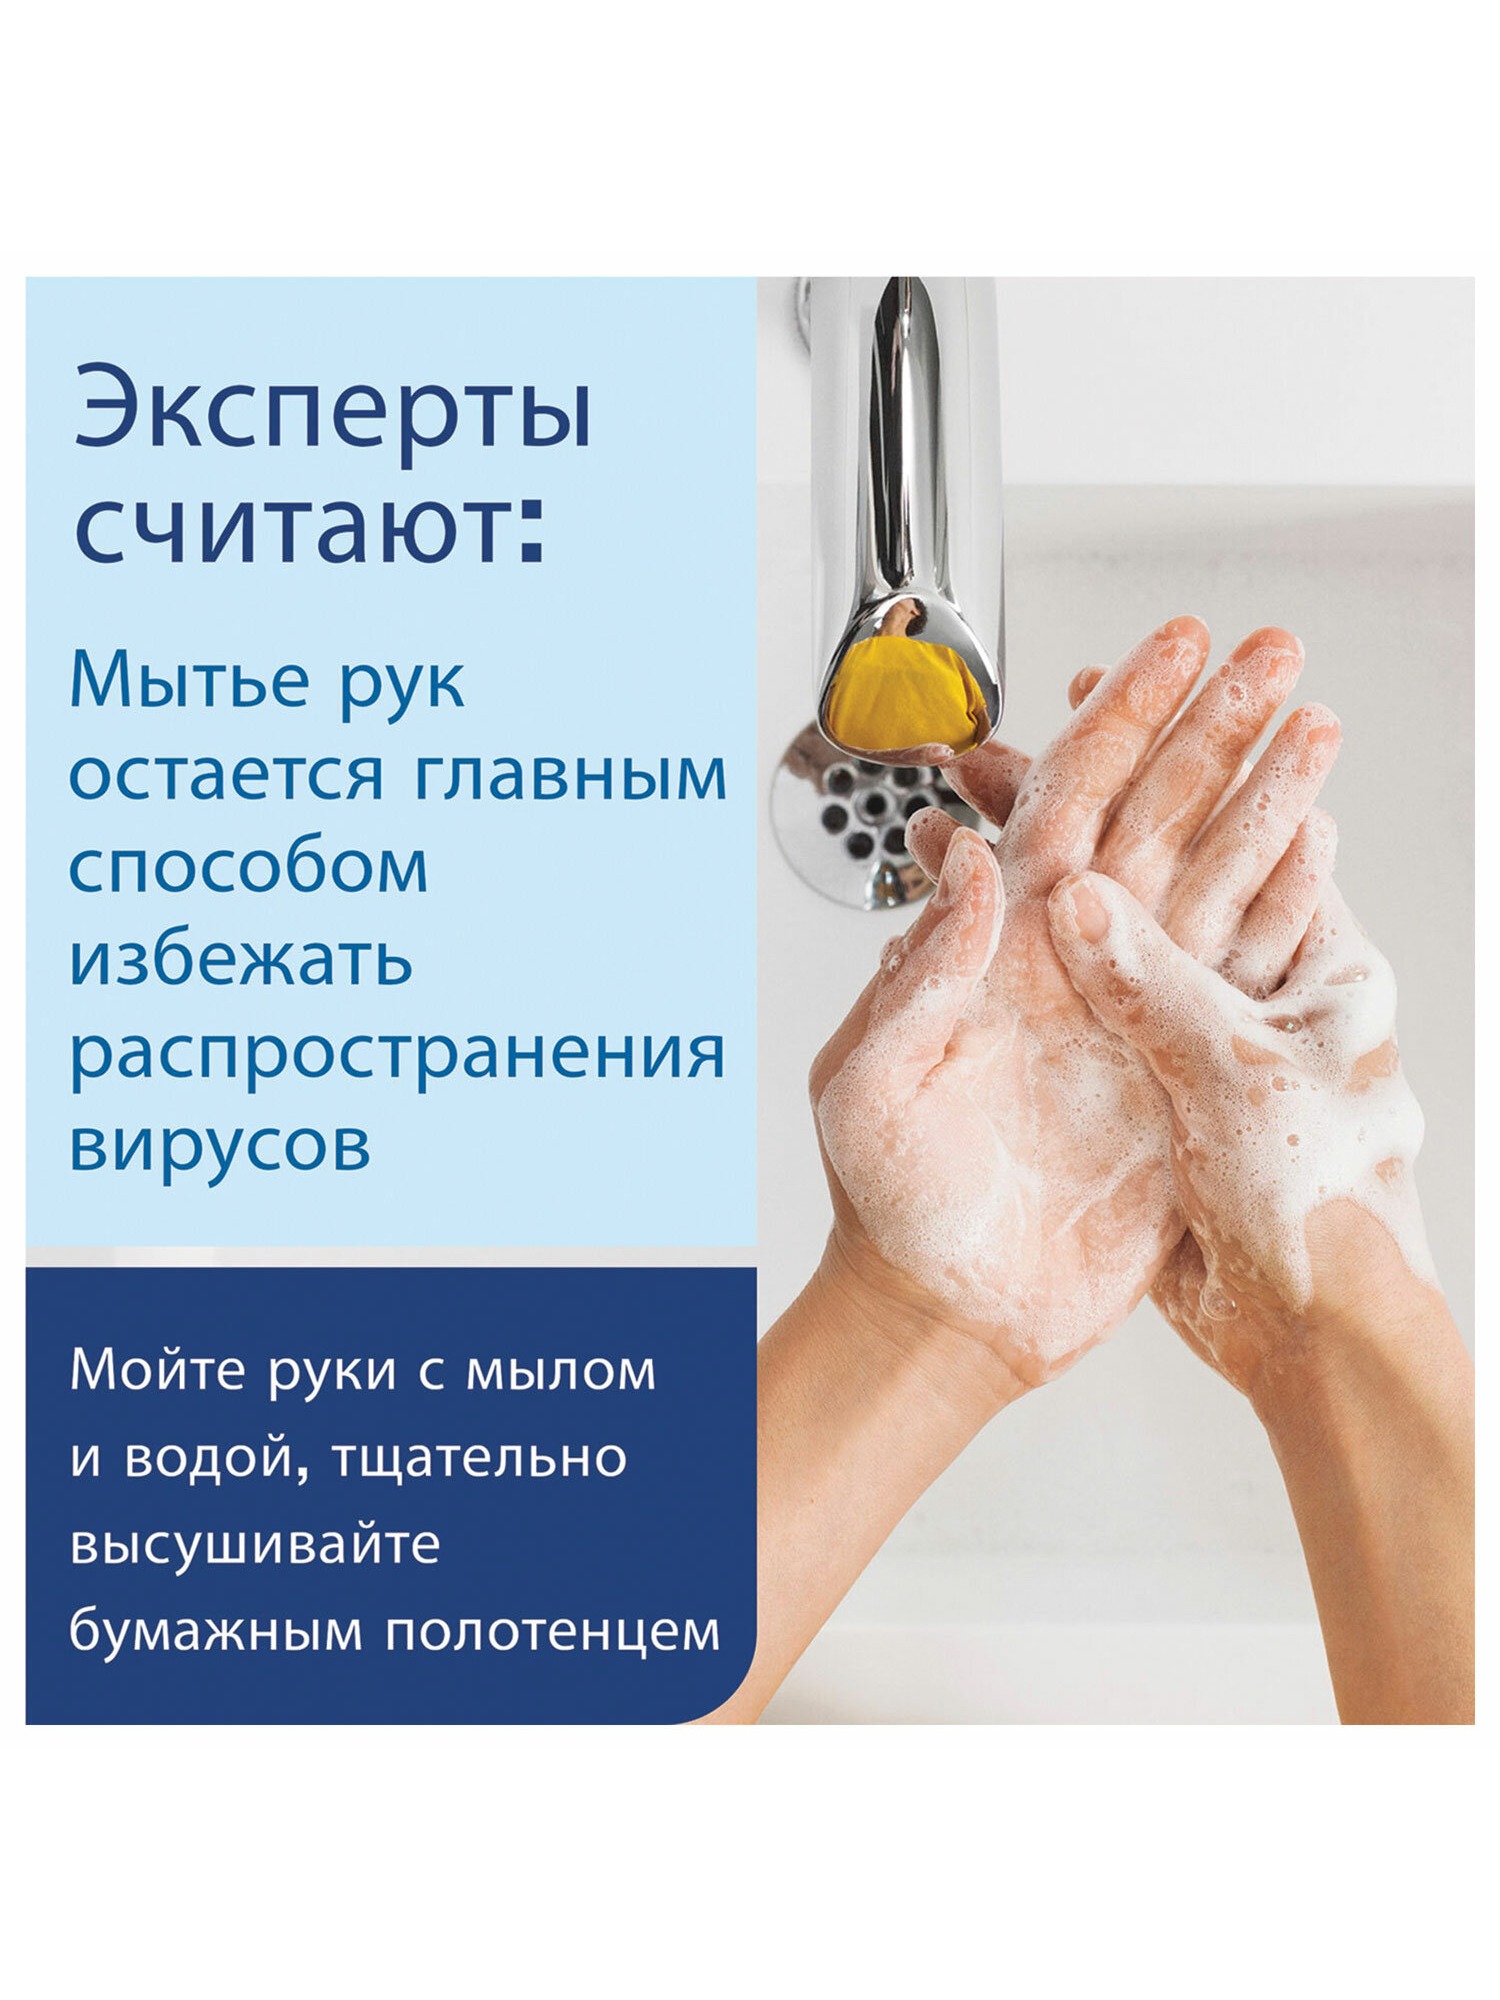 Эксперты
считают:
Мытье рук
остается главным
способом
избежать
распространения
вирусов
Мойте руки с мылом
и водой, тщательно
высушивайте
бумажным полотенцем